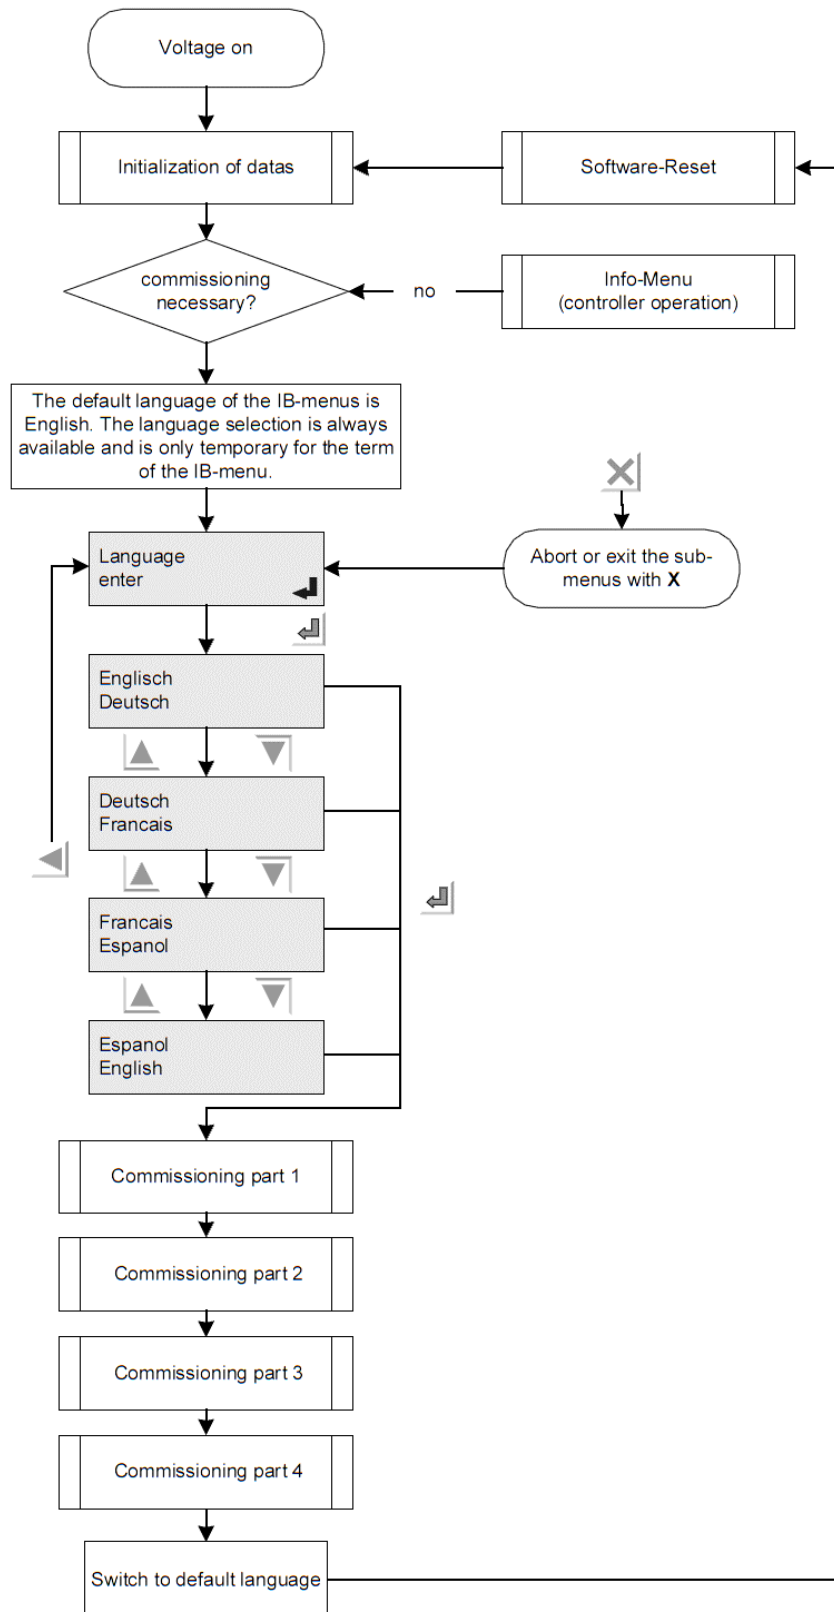 Voltage on
Initialization of datas
Software-Reset
commissioning
necessary?
no
Info-Menu
(controller operation)
The default language of the IB-menus is
English. The language selection is always
available and is only temporary for the term
of the IB-menu.
Language
enter
Abort or exit the sub-
menus with X
Englisch
Deutsch
Deutsch
Francais
Francais
Espanol
Espanol
English
Commissioning part 1
Commissioning part 2
Commissioning part 3
Commissioning part 4
Switch to default language